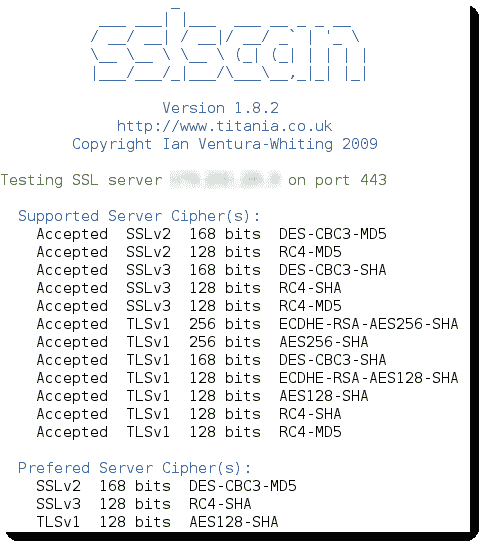 sslscan
Version 1.8.2
http://www.titania.co.uk
Copyright Ian Ventura-Whiting 2009
Testing SSL server on port 443
Supported Server Cipher(s):
Accepted SSLv2 168 bits DES-CBC3-MD5
Accepted SSLv2 128 bits RC4-MD5
Accepted SSLv3 168 bits DES-CBC3-SHA
Accepted SSLv3 128 bits RC4-SHA
Accepted SSLv3 128 bits RC4-MD5
Accepted TLSv1 256 bits ECDHE-RSA-AES256-SHA
Accepted TLSv1 256 bits AES256-SHA
Accepted TLSv1 168 bits DES-CBC3-SHA
Accepted TLSv1 128 bits ECDHE-RSA-AES128-SHA
Accepted TLSv1 128 bits AES128-SHA
Accepted TLSv1 128 bits RC4-SHA
Accepted TLSv1 128 bits RC4-MD5
Prefered Server Cipher(s):
SSLv2 168 bits DES-CBC3-MD5
SSLv3 128 bits RC4-SHA
TLSv1 128 bits AES128-SHA